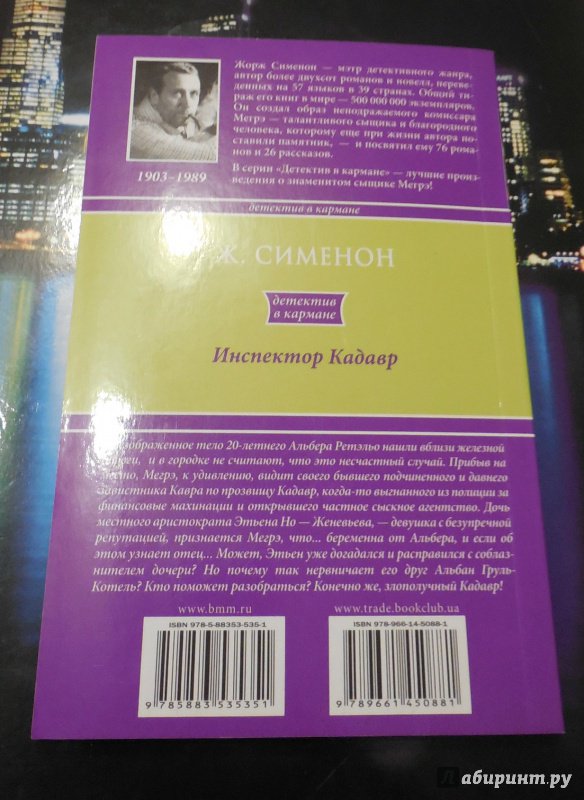 Жорж Сименон — мэтр детективного жанра,
автор более двухсот романов и новелл, переве-
денных на 57 языков в 39 странах. Общий ти-
раж его книг в мире — 500 000 000 экземпляров.
Он создал образ неподражаемого комиссара
Мегрэ — талантливого сыщика и благородного
человека, которому еще при жизни автора по-
ставили памятник, — и посвятил ему 76 рома-
нов и 26 рассказов.
В серии «Детектив в кармане» — лучшие произ-
ведения о знаменитом сыщике Мегрэ!
1903–1989
детектив в кармане
Ж. СИМЕНОН
детектив
в кармане
Инспектор Кадавр
тело 20-летнего Альбера Ретэльо нашли вблизи железной
и в городке не считают, что это несчастный случай. Прибыв на
Мегрэ, к удивлению, видит своего бывшего подчиненного и давнего
завистника Кавра по прозвищу Кадавр, когда-то выгнанного из полиции за
финансовые махинации и открывшего частное сыскное агентство. Дочь
местного аристократа Этьена Но — Женевьева, — девушка с безупречной
репутацией, признается Мегрэ, что... беременна от Альбера, и если об
этом узнает отец... Может, Этьен уже догадался и расправился с соблаз-
нителем дочери? Но почему так нервничает его друг Альбан Груль-
Котель? Кто поможет разобраться? Конечно же, злополучный Кадавр!
www.bmm.ru www.trade.bookclub.ua
ISBN 978-5-88353-535-1 ISBN 978-966-14-5088-1
9 785883 535351 9 789661 450881
Лабиринт.ру